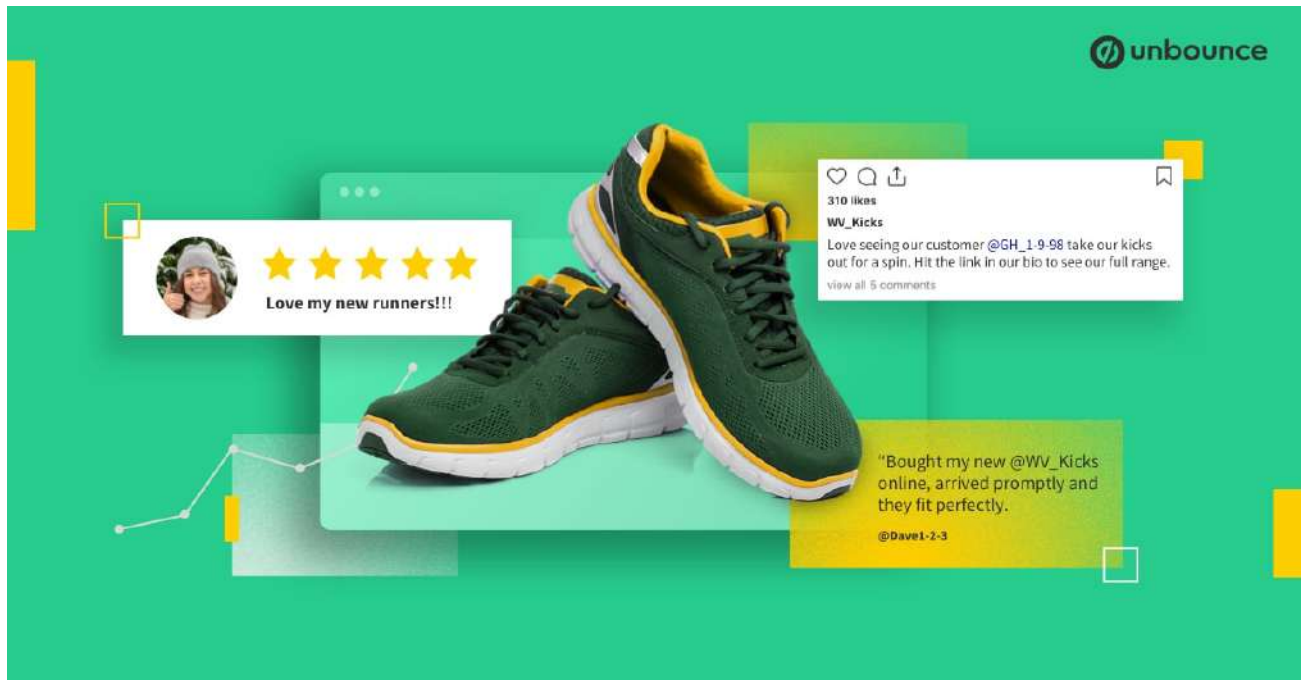 unbounce
310 likes
WV_Kicks
Love seeing our customer @GH_1-9-98 take our kicks
out for a spin. Hit the link in our bio to see our full range.
view all 5 comments
Love my new runners!!!
"Bought my new @WV_Kicks
online, arrived promptly and
they fit perfectly.
@Dave1-2-3